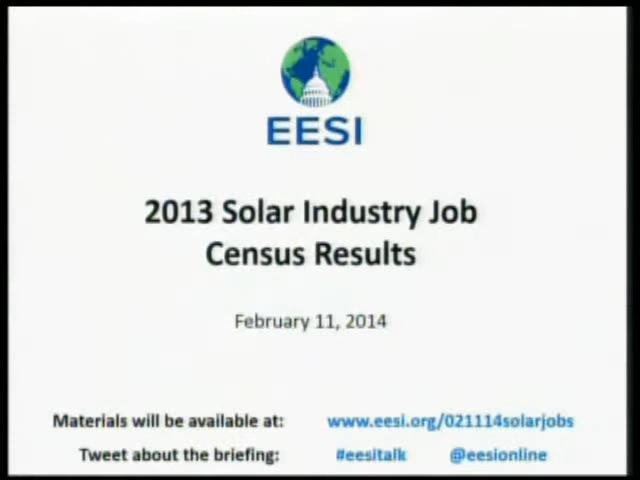 EESI
2013 Solar Industry Job
Census Results
February 11, 2014
Materials will be available at: www.eesi.org/021114solarjobs
Tweet about the briefing: #eesitalk @eesionline